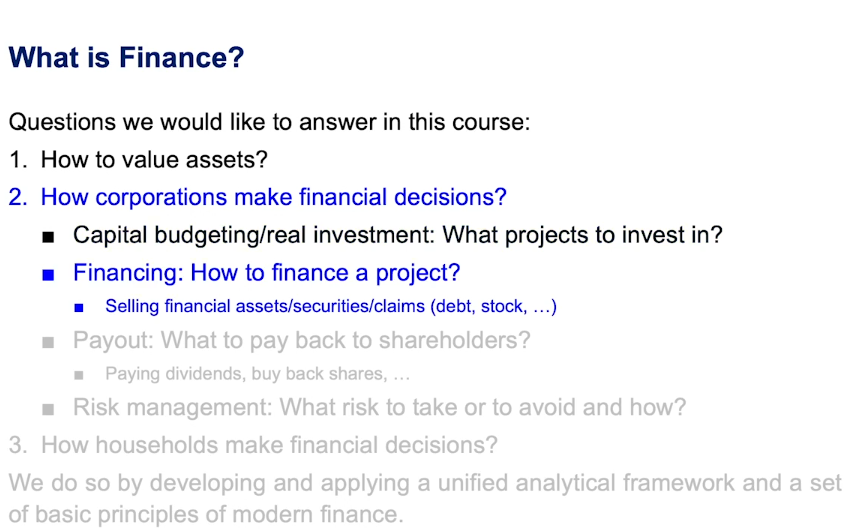 What is Finance?
Questions we would like to answer in this course:
1. How to value assets?
2. How corporations make financial decisions?
■ Capital budgeting/real investment: What projects to invest in?
■ Financing: How to finance a project?
■ Selling financial assets/securities/claims (debt, stock, …)
■ Payout: What to pay back to shareholders?
■ Paying dividends, buy back shares, …
■ Risk management: What risk to take or to avoid and how?
3. How households make financial decisions?
We do so by developing and applying a unified analytical framework and a set
of basic principles of modern finance.